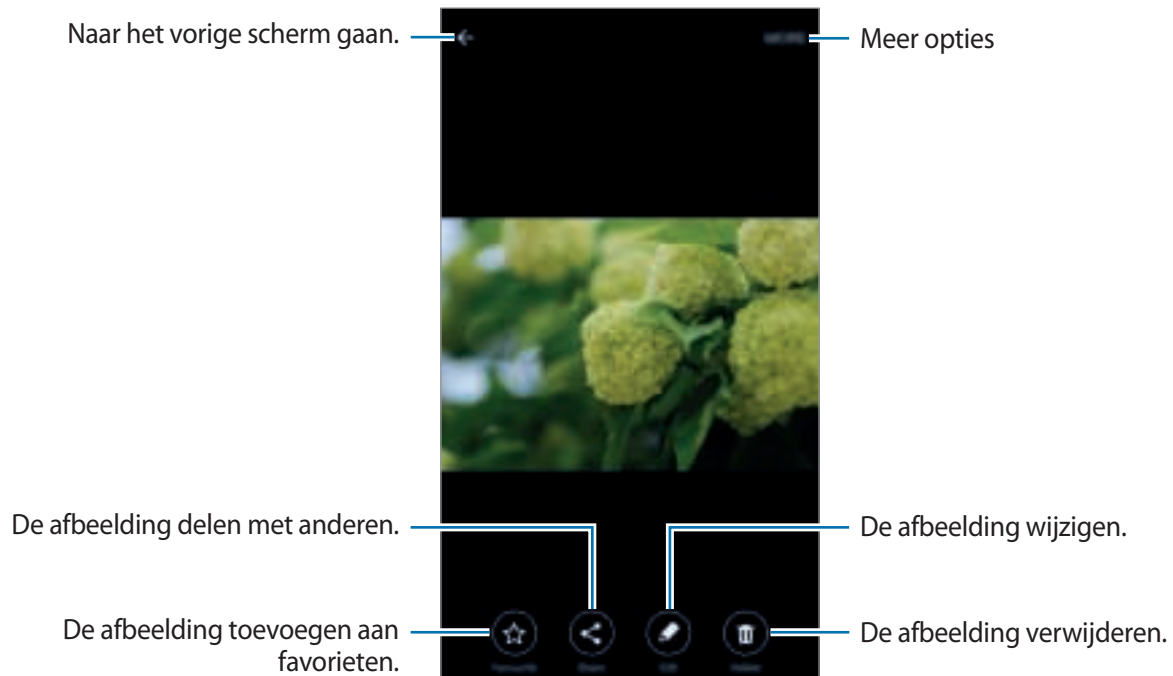 Naar het vorige scherm gaan.
MORE
Meer opties
De afbeelding delen met anderen.
De afbeelding wijzigen.
De afbeelding toevoegen aan
favorieten.
De afbeelding verwijderen.